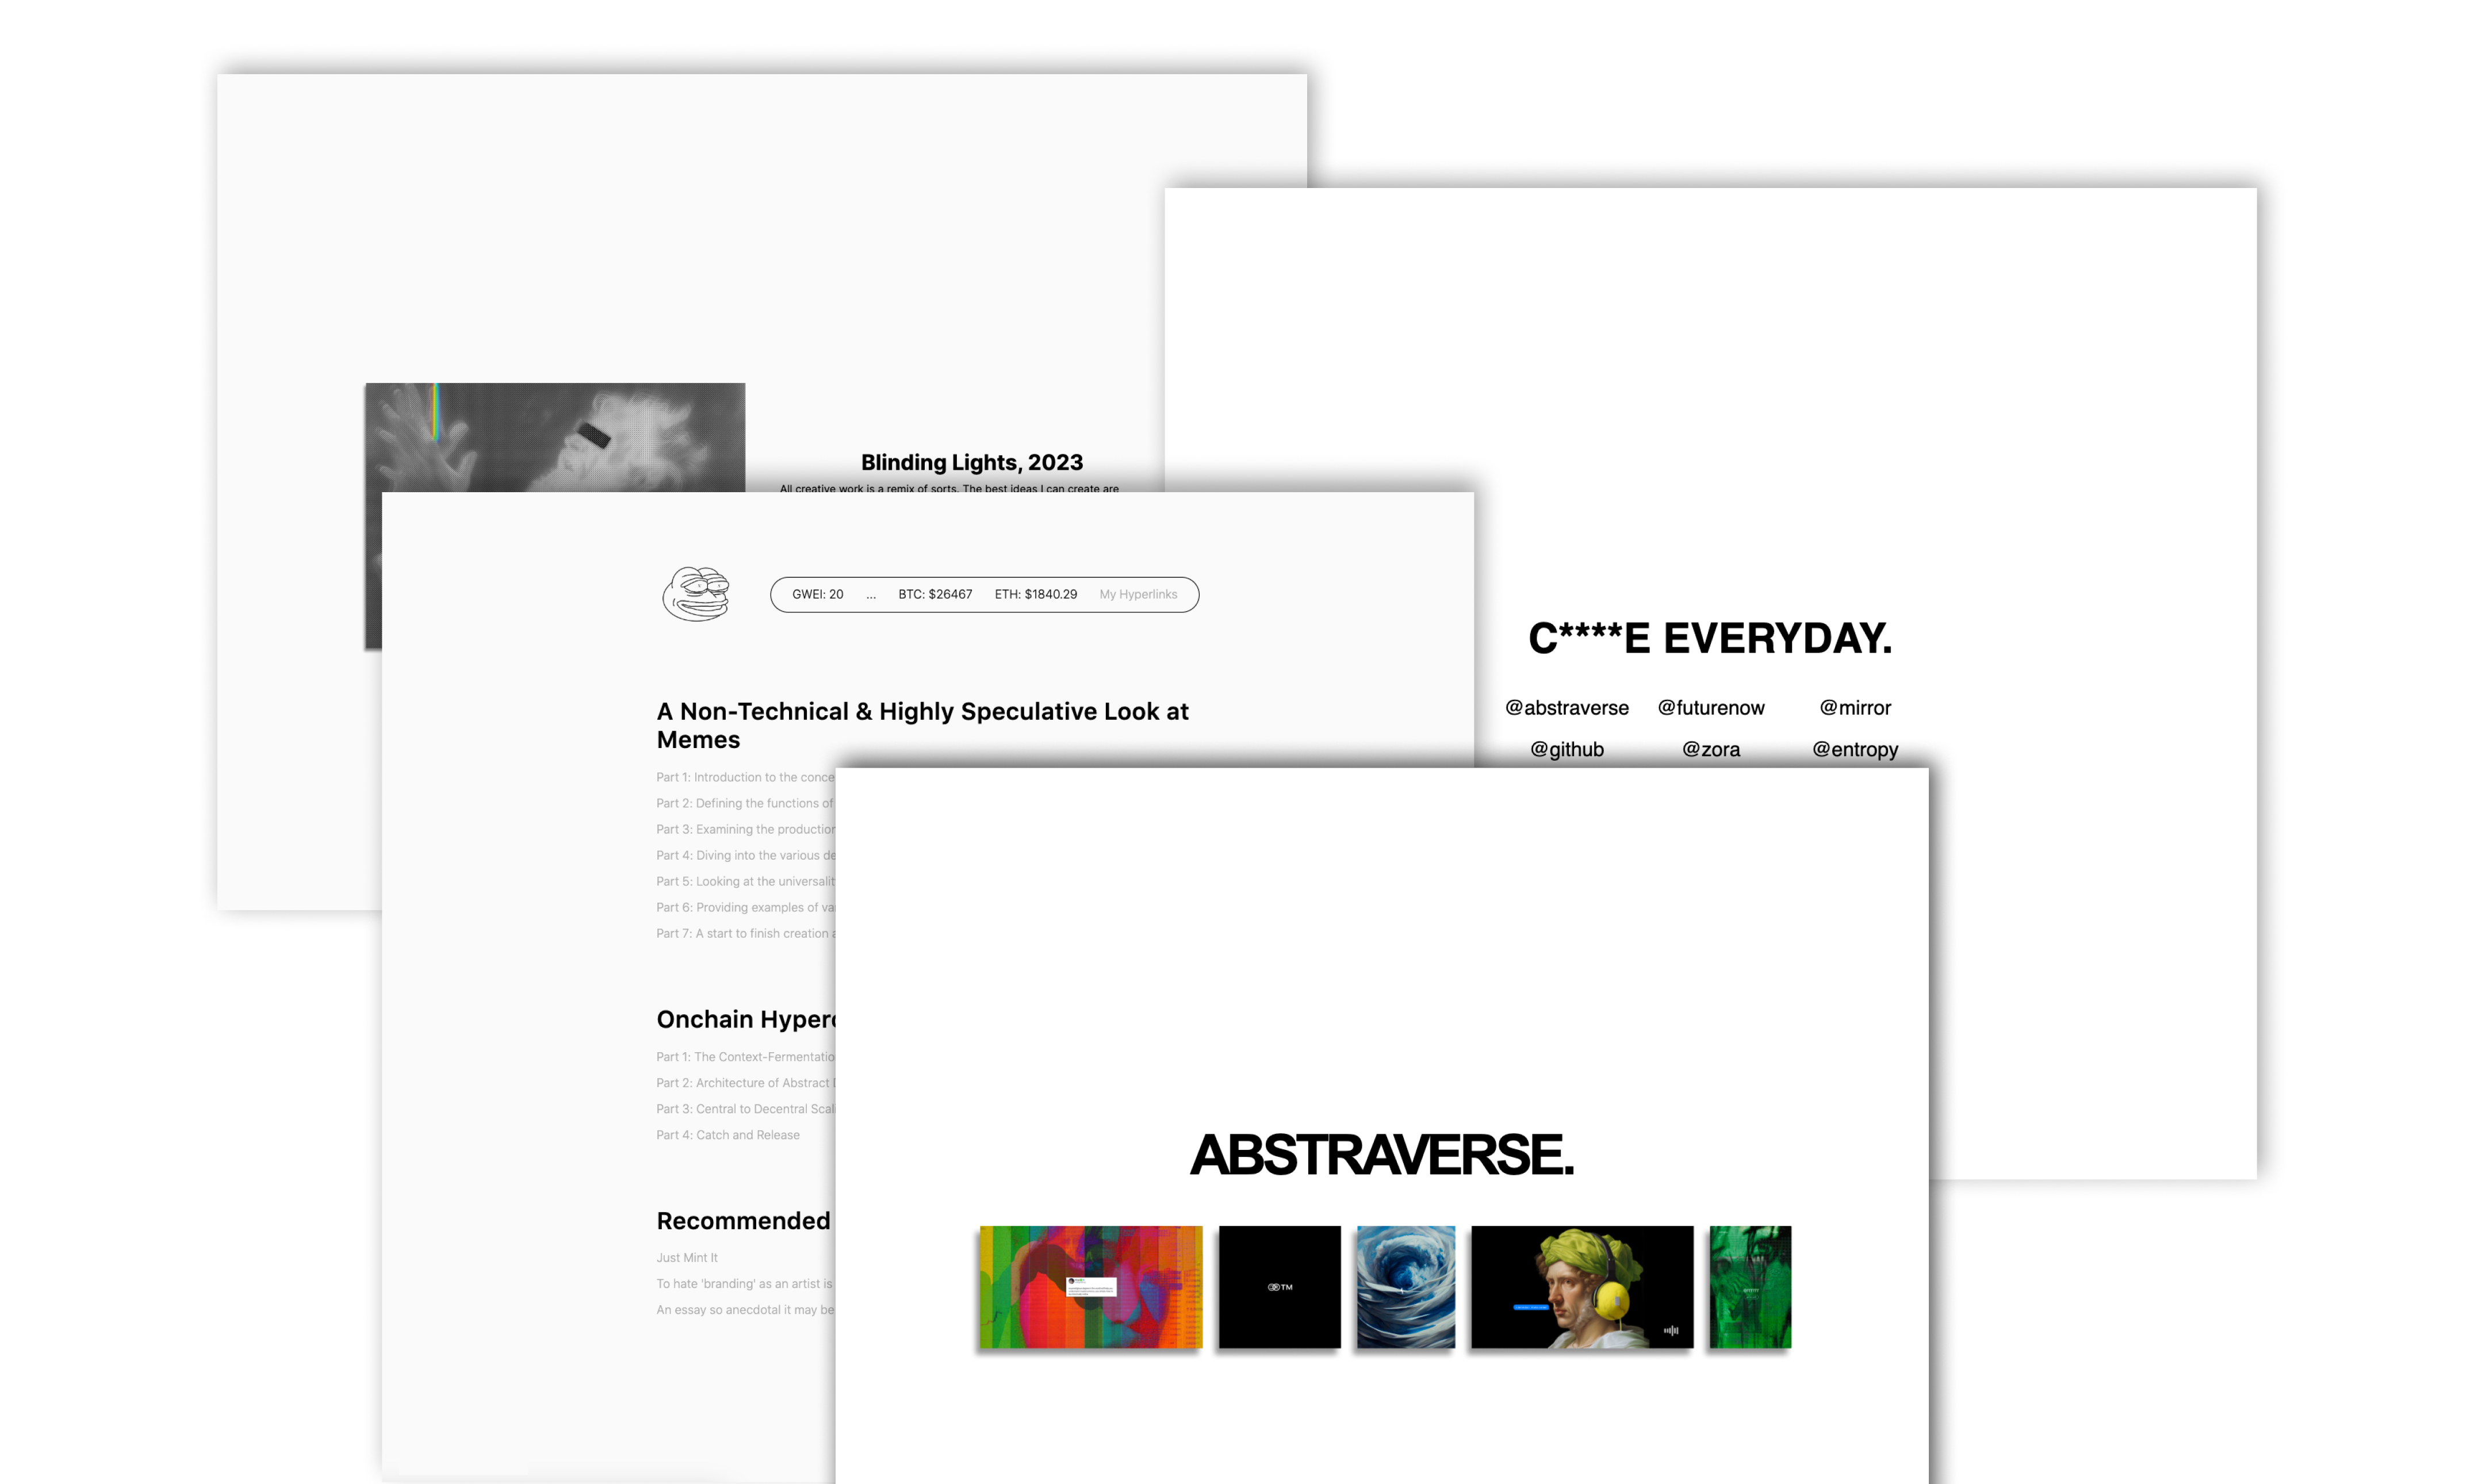 Blinding Lights, 2023
All creative work is a remix of sorts. The best ideas I can create are
GWEI: 20 ... BTC: $26467 ETH: $1840.29 My Hyperlinks
A Non-Technical & Highly Speculative Look at
Memes
Part 1: Introduction to the conce
Part 2: Defining the functions of
Part 3: Examining the production
Part 4: Diving into the various de
Part 5: Looking at the universalit
Part 6: Providing examples of va
Part 7: A start to finish creation a
Onchain Hyperc
Part 1: The Context-Fermentatio
Part 2: Architecture of Abstract
Part 3: Central to Decentral Scal
Part 4: Catch and Release
Recommended
Just Mint It
To hate 'branding' as an artist is
An essay so anecdotal it may be
C****E EVERYDAY.
@abstraverse @futurenow @mirror
@github @zora @entropy
ABSTRAVERSE.
TM